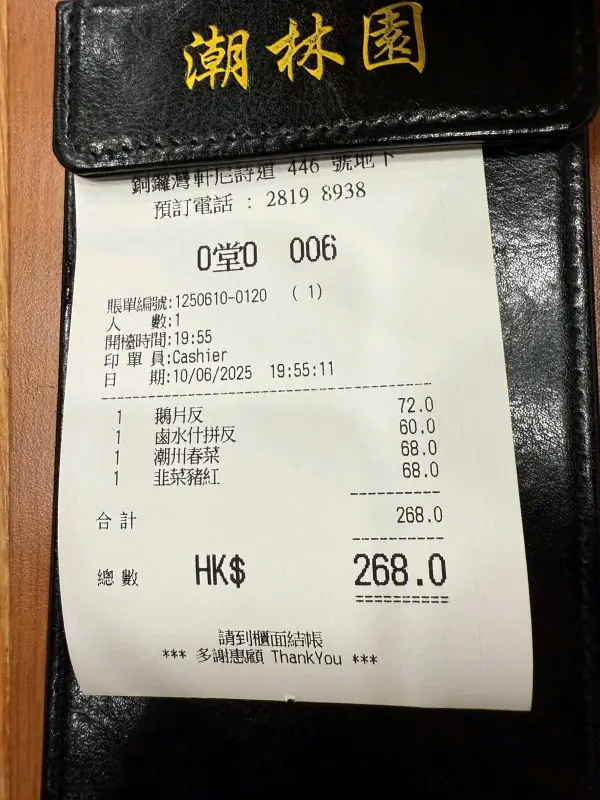 潮林園
銅鑼灣軒尼詩道 446 號地下
預訂電話 : 2819 8938
0堂0 006
賬單編號:1250610-0120 ( 1)
人 數:1
開檯時間:19:55
印 單 員:Cashier
日 期:10/06/2025 19:55:11
1 鵝片反 72.0
1 鹵水什拼反 60.0
1 潮州春菜 68.0
1 韭菜豬紅 68.0
合 計 268.0
總 數 HK$ 268.0
請到櫃面結帳
*** 多謝惠顧 ThankYou ***